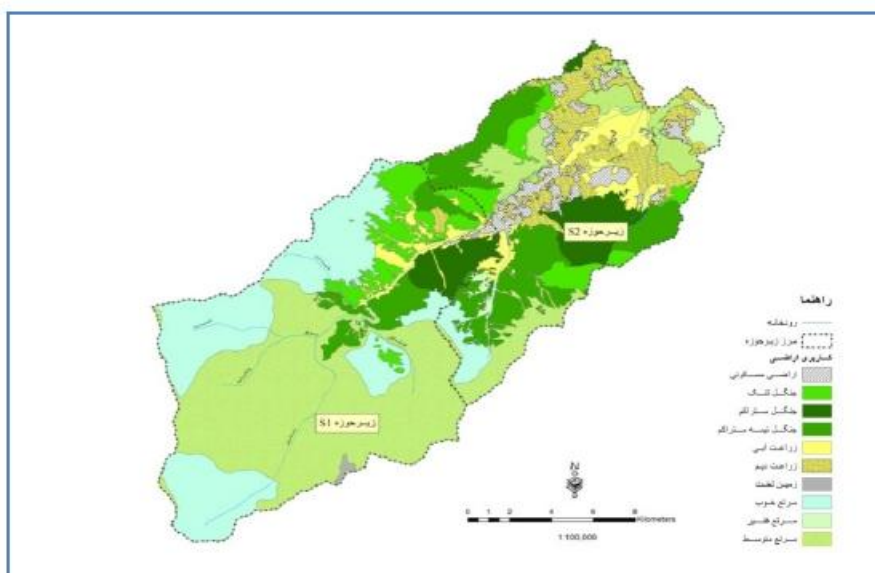 زیرحوزه S2
زیرحوزه S1
راهنما
رودخانه
مرز زیرحوزه
کاربری اراضی
اراضی مسکونی
جنگل تنک
جنگل متراکم
جنگل نیمه متراکم
زراعت آبی
زراعت دیم
زمین لخت
مرتع خوب
مرتع فقیر
مرتع متوسط
0 1 2 4 6 8
Kilometers
1:100,000